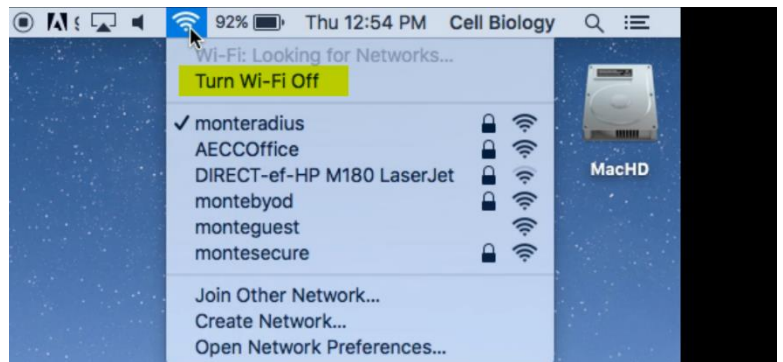 92% Thu 12:54 PM Cell Biology
Wi-Fi: Looking for Networks...
Turn Wi-Fi Off
monteradius
AECCOffice
DIRECT-ef-HP M180 LaserJet
montebyod
monteguest
montesecure
Join Other Network...
Create Network...
Open Network Preferences...
MacHD